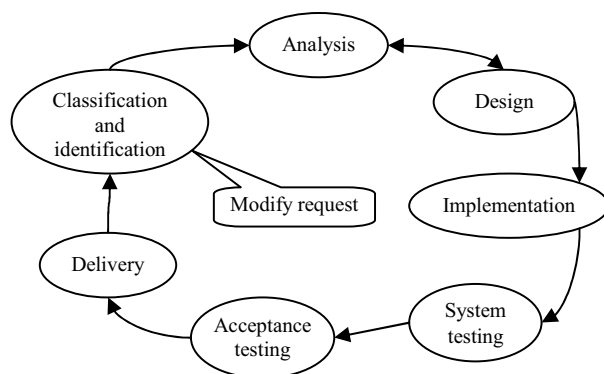 Analysis
Classification
and
identification
Design
Modify request
Implementation
Delivery
System
testing
Acceptance
testing